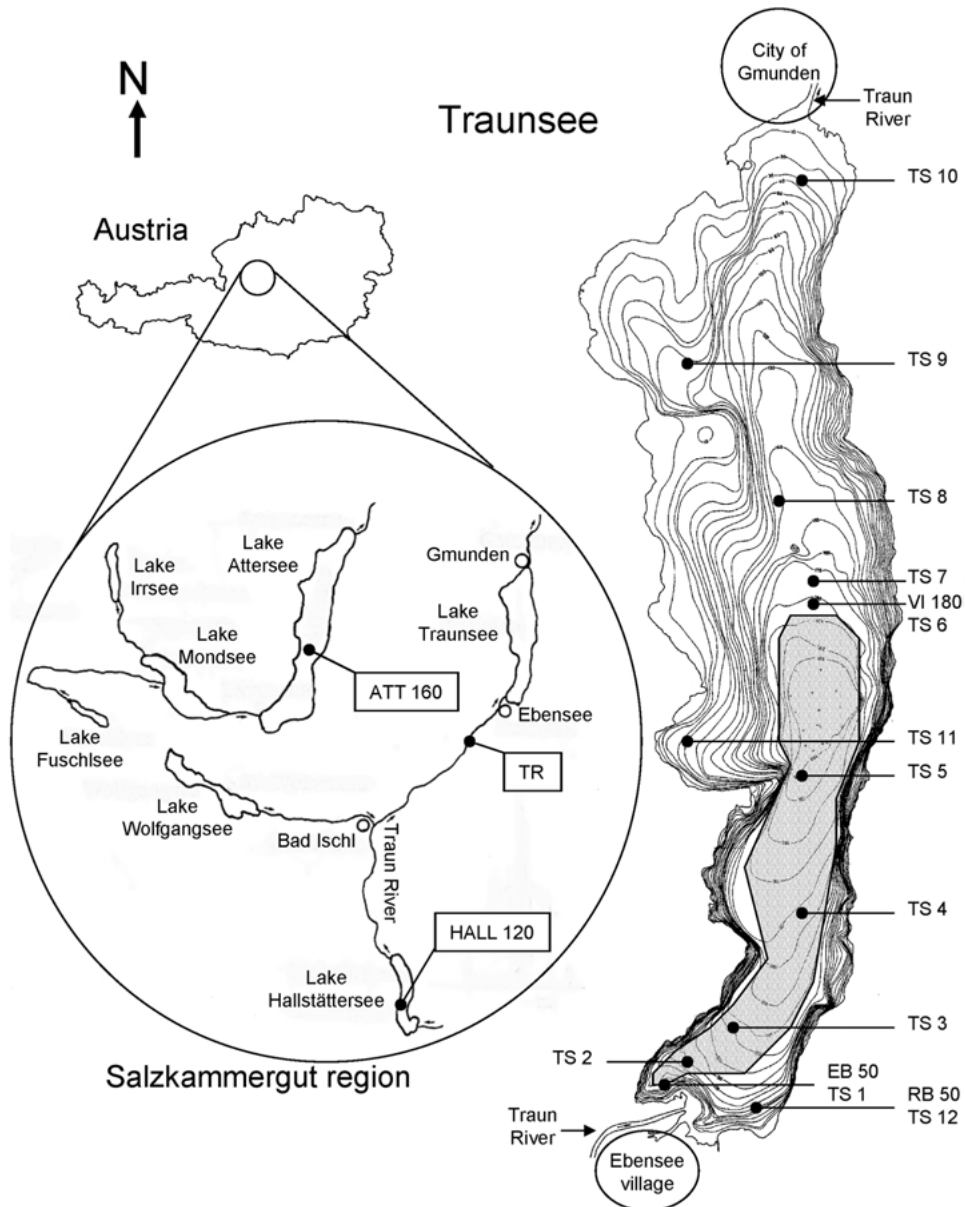 City of
Gmunden
N
Traunsee
Traun
River
TS 10
Austria
TS 9
TS 8
Lake
Irrsee
Lake
Attersee
Gmunden
Lake
Mondsee
Lake
Traunsee
TS 7
VI 180
TS 6
ATT 160
Ebensee
Lake
Fuschlsee
TR
TS 11
TS 5
Lake
Wolfgangsee
Bad Ischl
Traun River
TS 4
HALL 120
Lake
Hallstättersee
TS 3
TS 2
EB 50
TS 1
RB 50
TS 12
Salzkammergut region
Traun
River
Ebensee
village